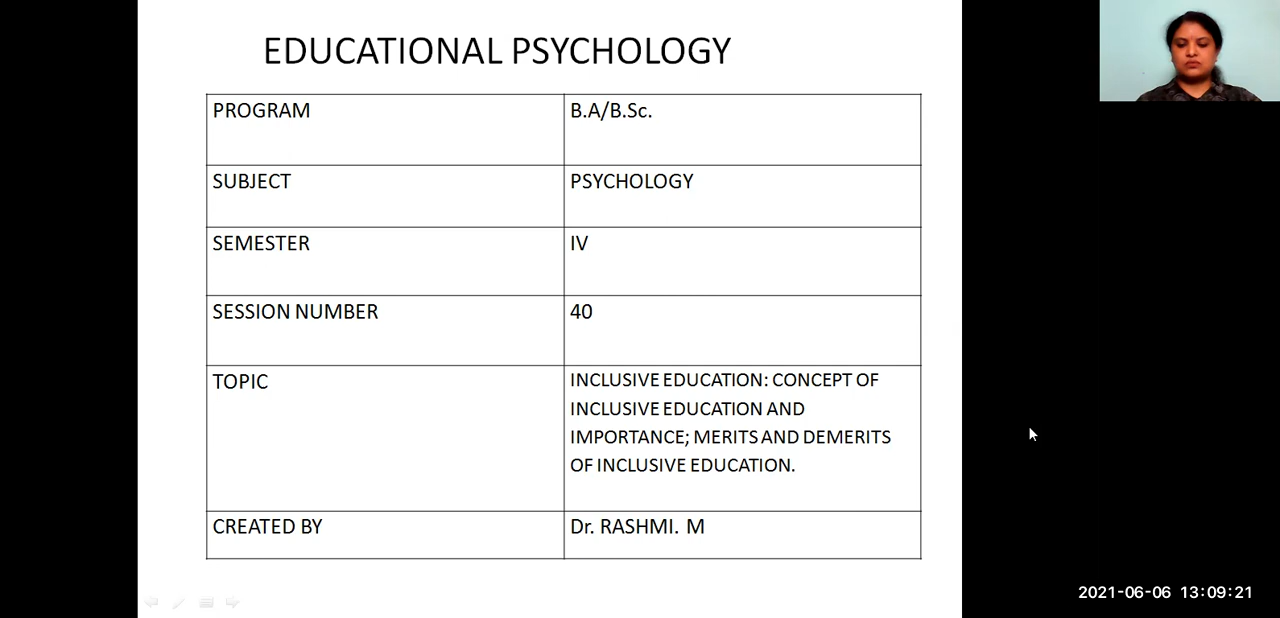 EDUCATIONAL PSYCHOLOGY
PROGRAM
B.A/B.Sc.
SUBJECT
PSYCHOLOGY
SEMESTER
IV
SESSION NUMBER
40
TOPIC
INCLUSIVE EDUCATION: CONCEPT OF
INCLUSIVE EDUCATION AND
IMPORTANCE; MERITS AND DEMERITS
OF INCLUSIVE EDUCATION.
CREATED BY
Dr. RASHMI. M
2021-06-06 13:09:21